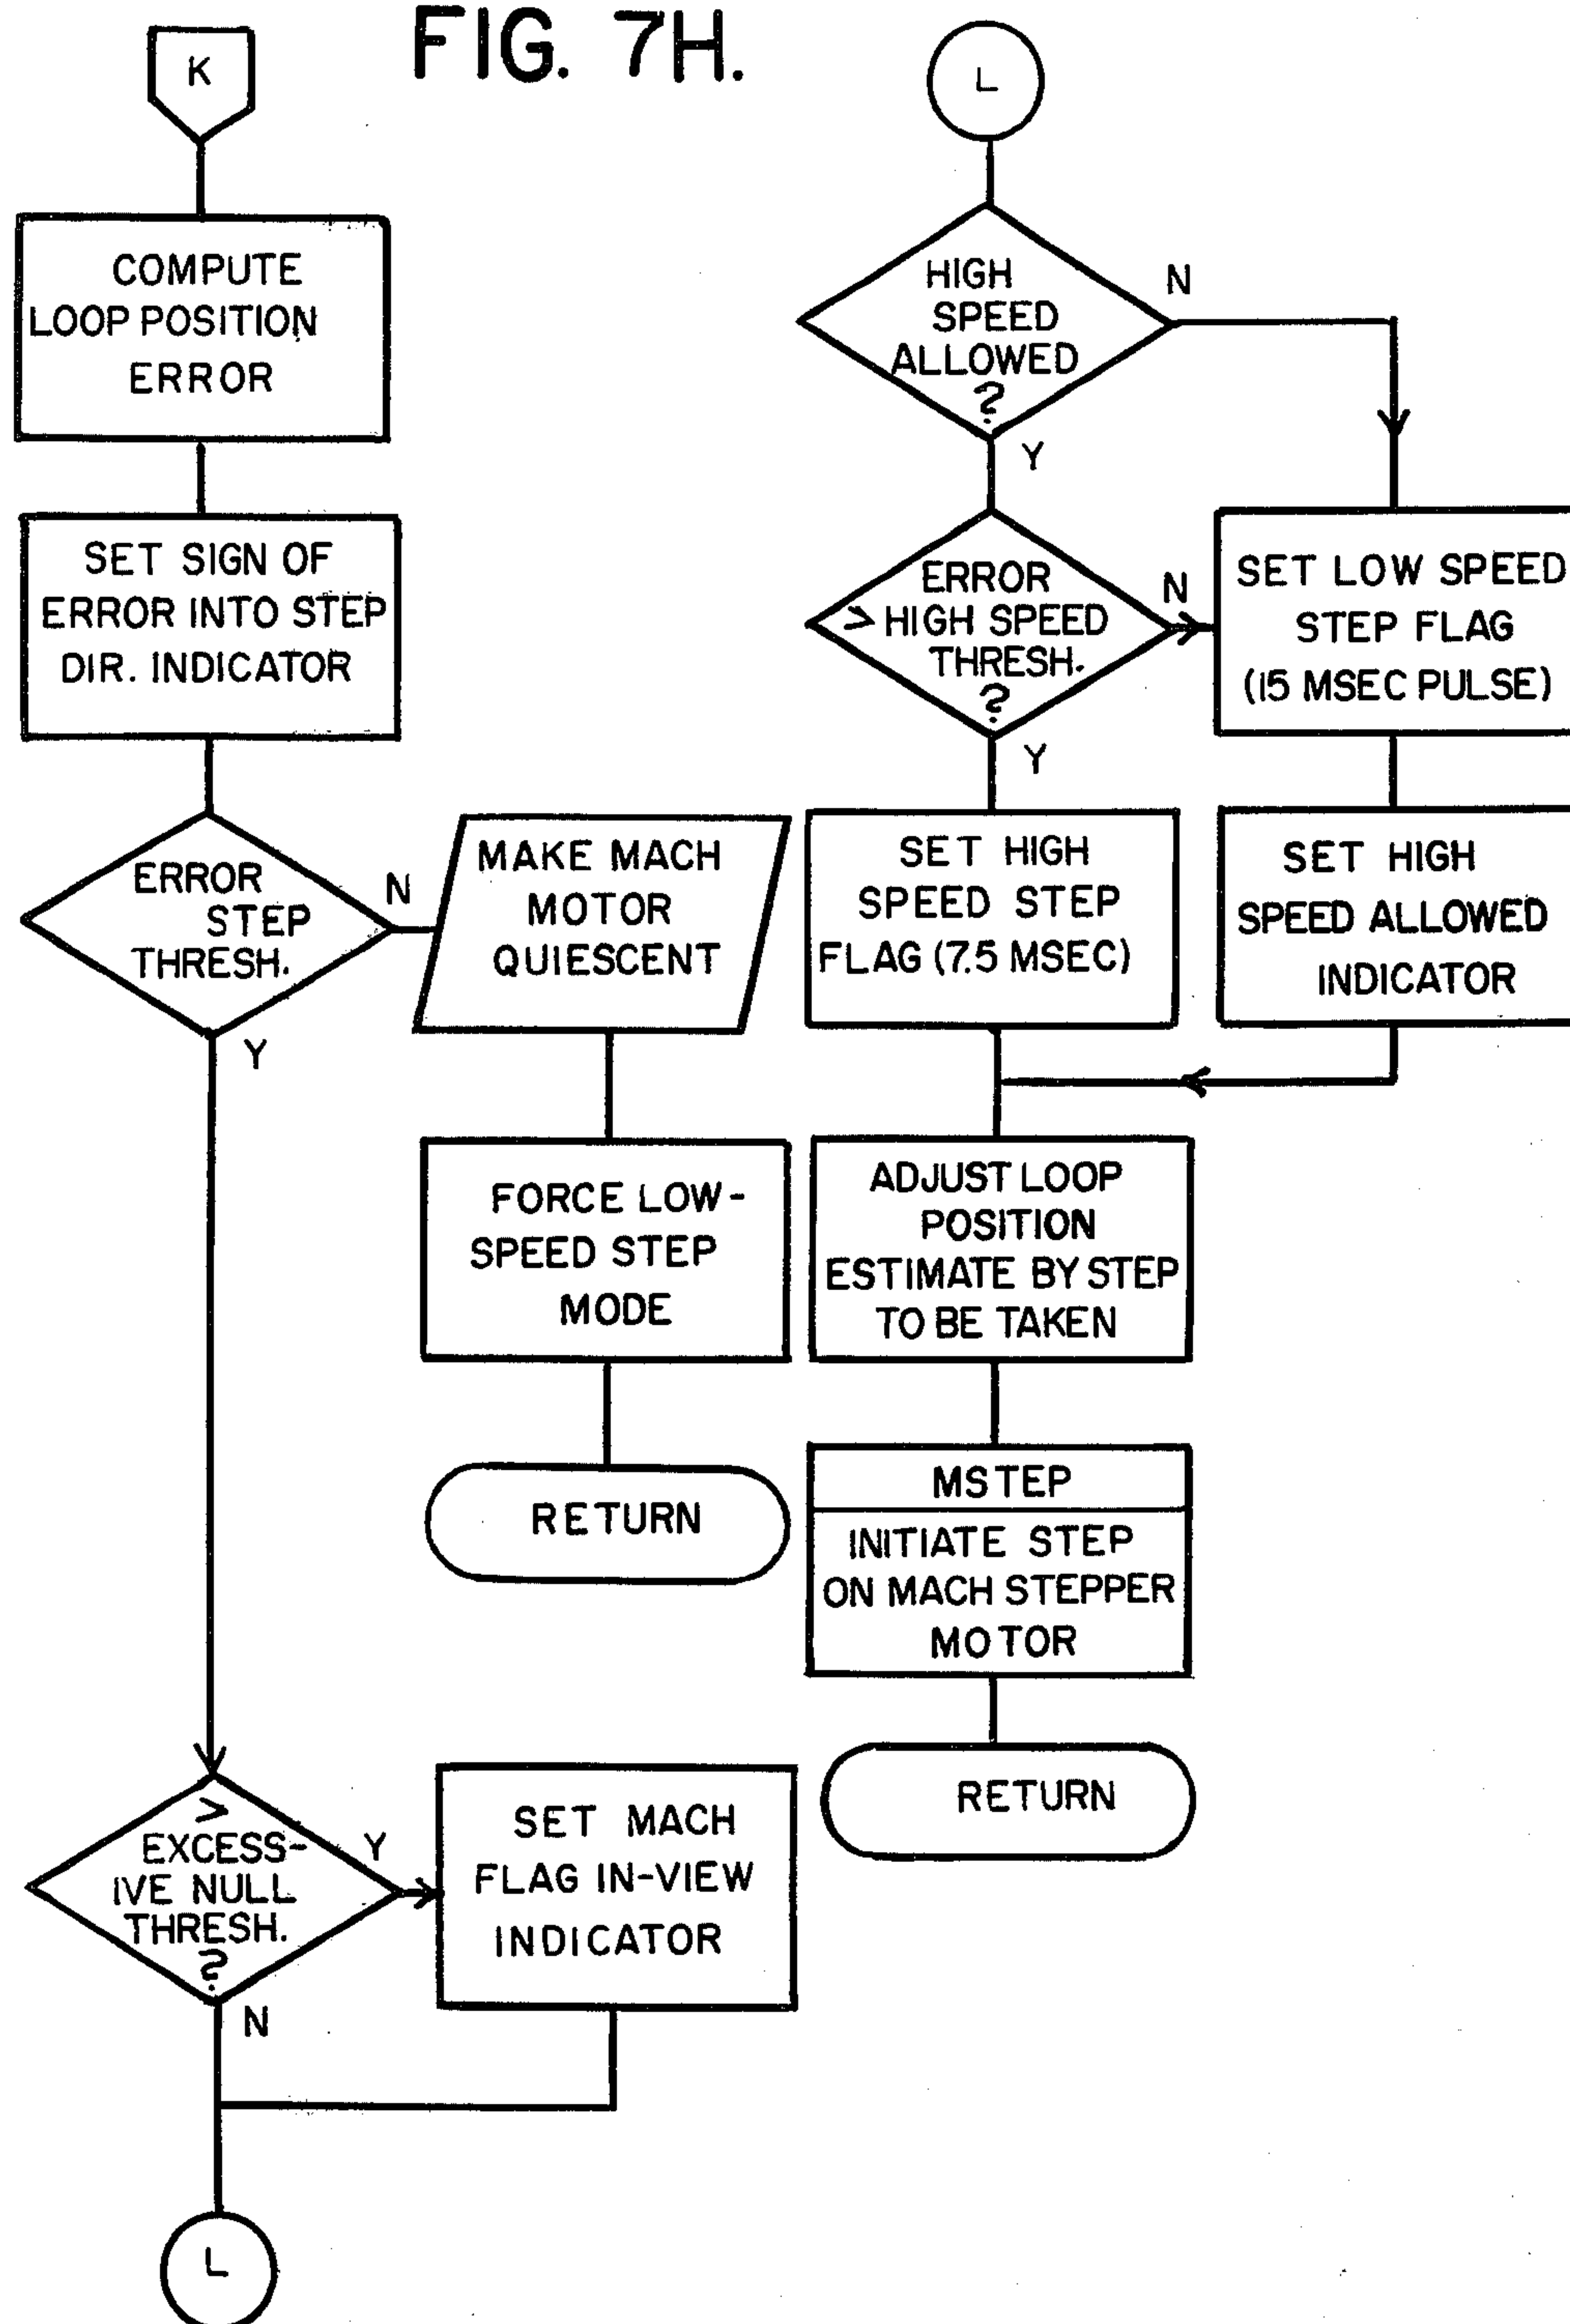 FIG. 7H.
K
COMPUTE
LOOP POSITION
ERROR
SET SIGN OF
ERROR INTO STEP
DIR. INDICATOR
ERROR
STEP
THRESH.
N
Y
MAKE MACH
MOTOR
QUIESCENT
FORCE LOW-
SPEED STEP
MODE
RETURN
>
EXCESS-
IVE NULL
THRESH.
?
Y
N
SET MACH
FLAG IN-VIEW
INDICATOR
L
L
HIGH
SPEED
ALLOWED
?
N
Y
ERROR
> HIGH SPEED
THRESH.
?
N
Y
SET LOW SPEED
STEP FLAG
(15 MSEC PULSE)
SET HIGH
SPEED ALLOWED
INDICATOR
SET HIGH
SPEED STEP
FLAG (7.5 MSEC)
ADJUST LOOP
POSITION
ESTIMATE BY STEP
TO BE TAKEN
MSTEP
INITIATE STEP
ON MACH STEPPER
MOTOR
RETURN